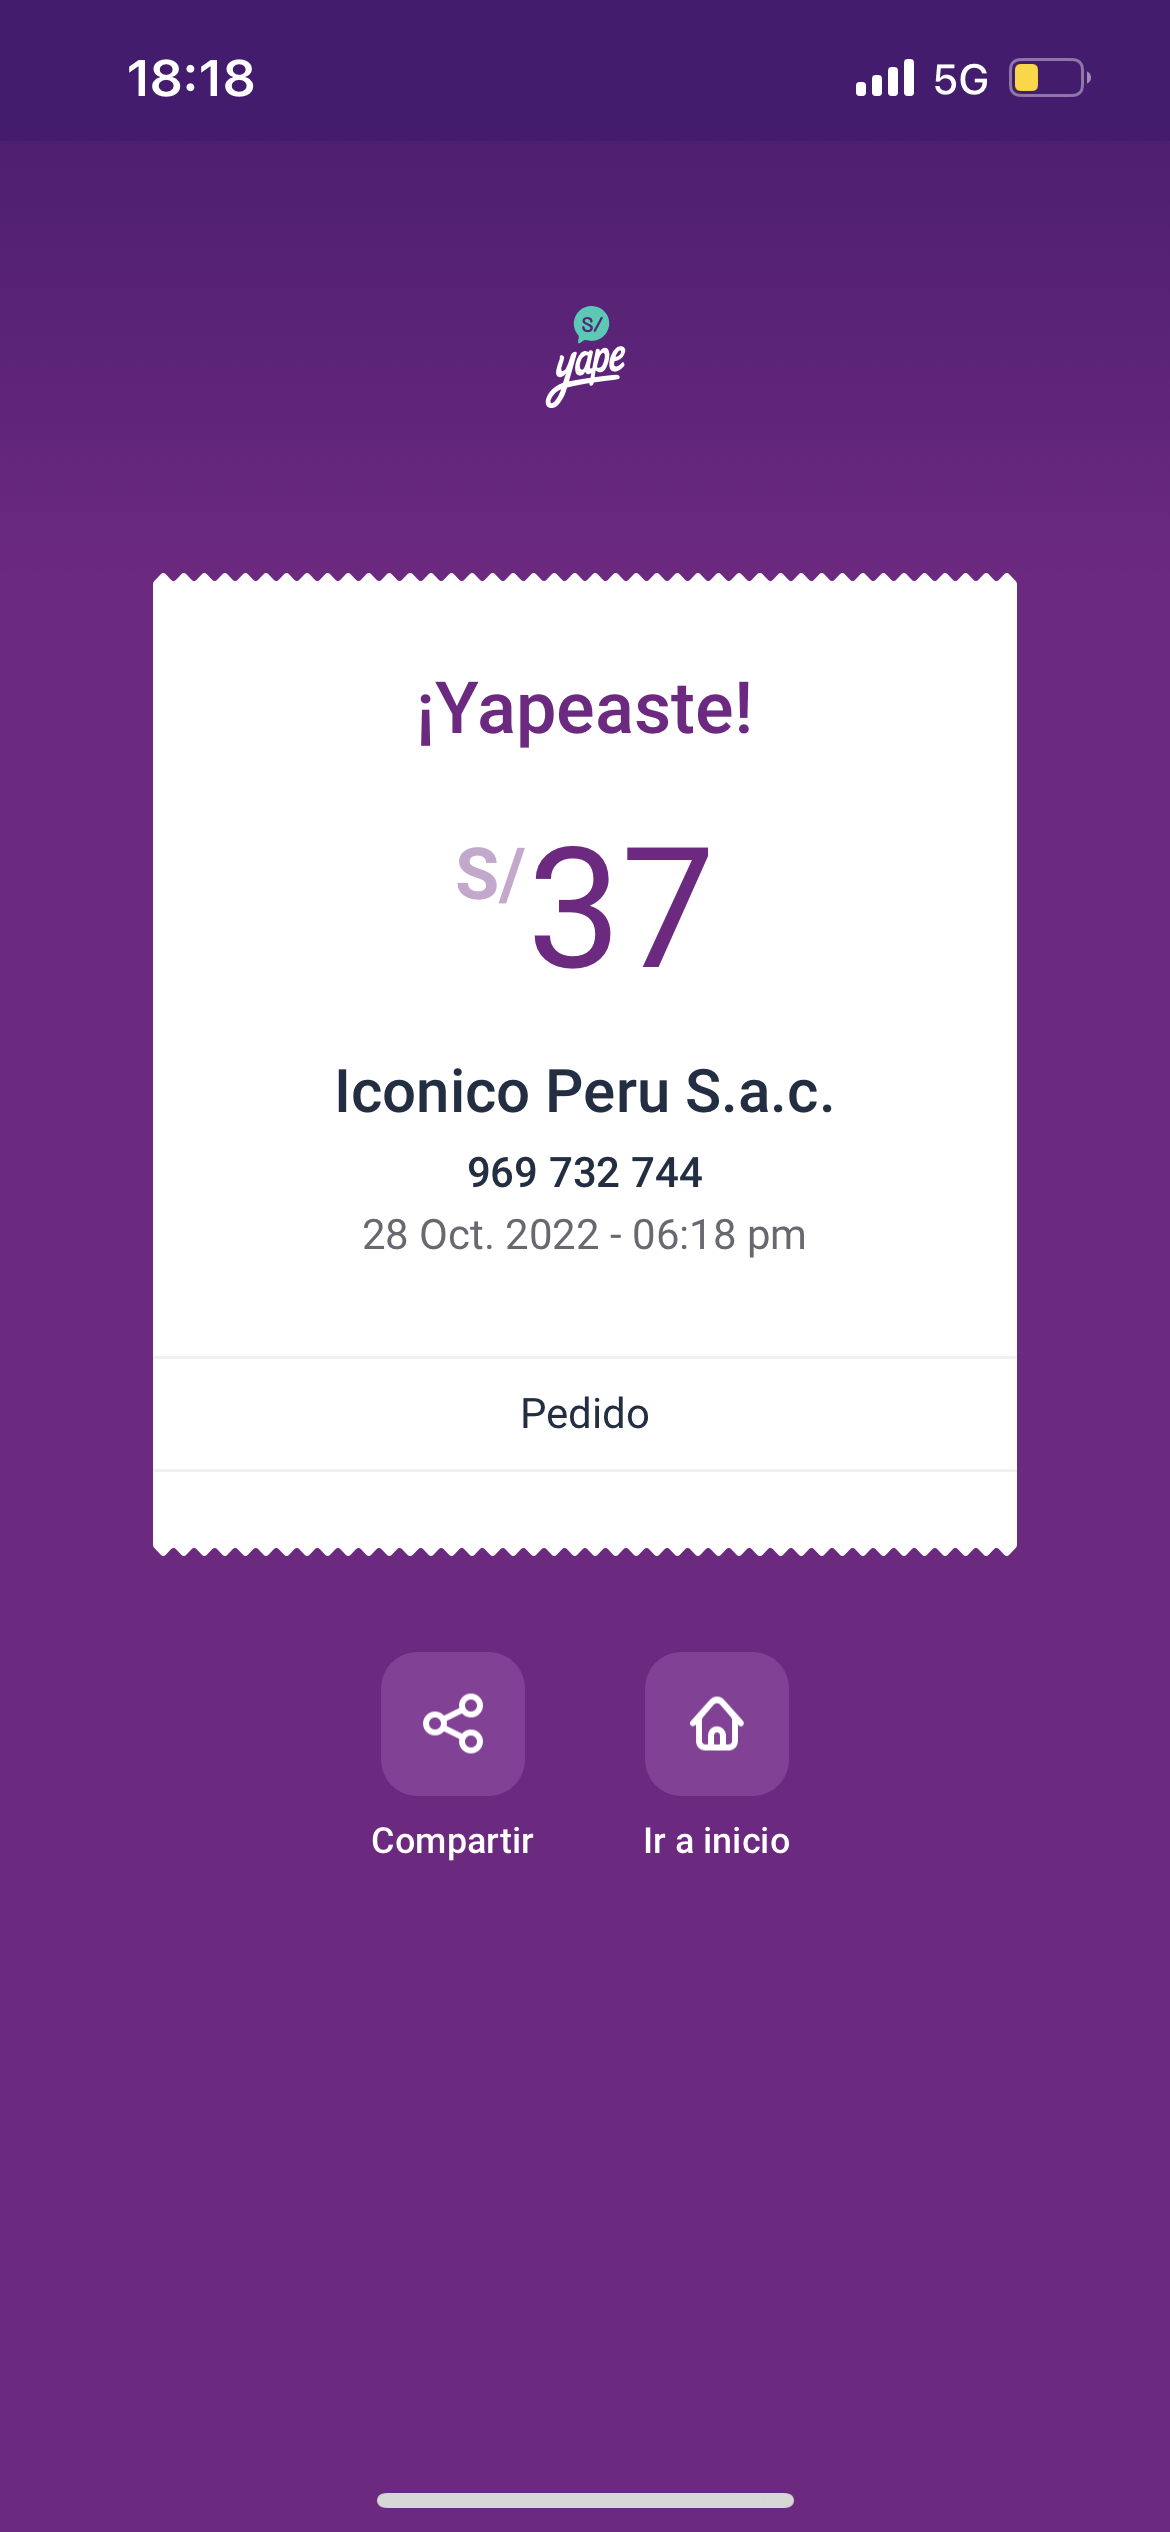 18:18
5G
S/
yape
¡Yapeaste!
S/37
Iconico Peru S.a.c.
969 732 744
28 Oct. 2022 - 06:18 pm
Pedido
Compartir
Ir a inicio